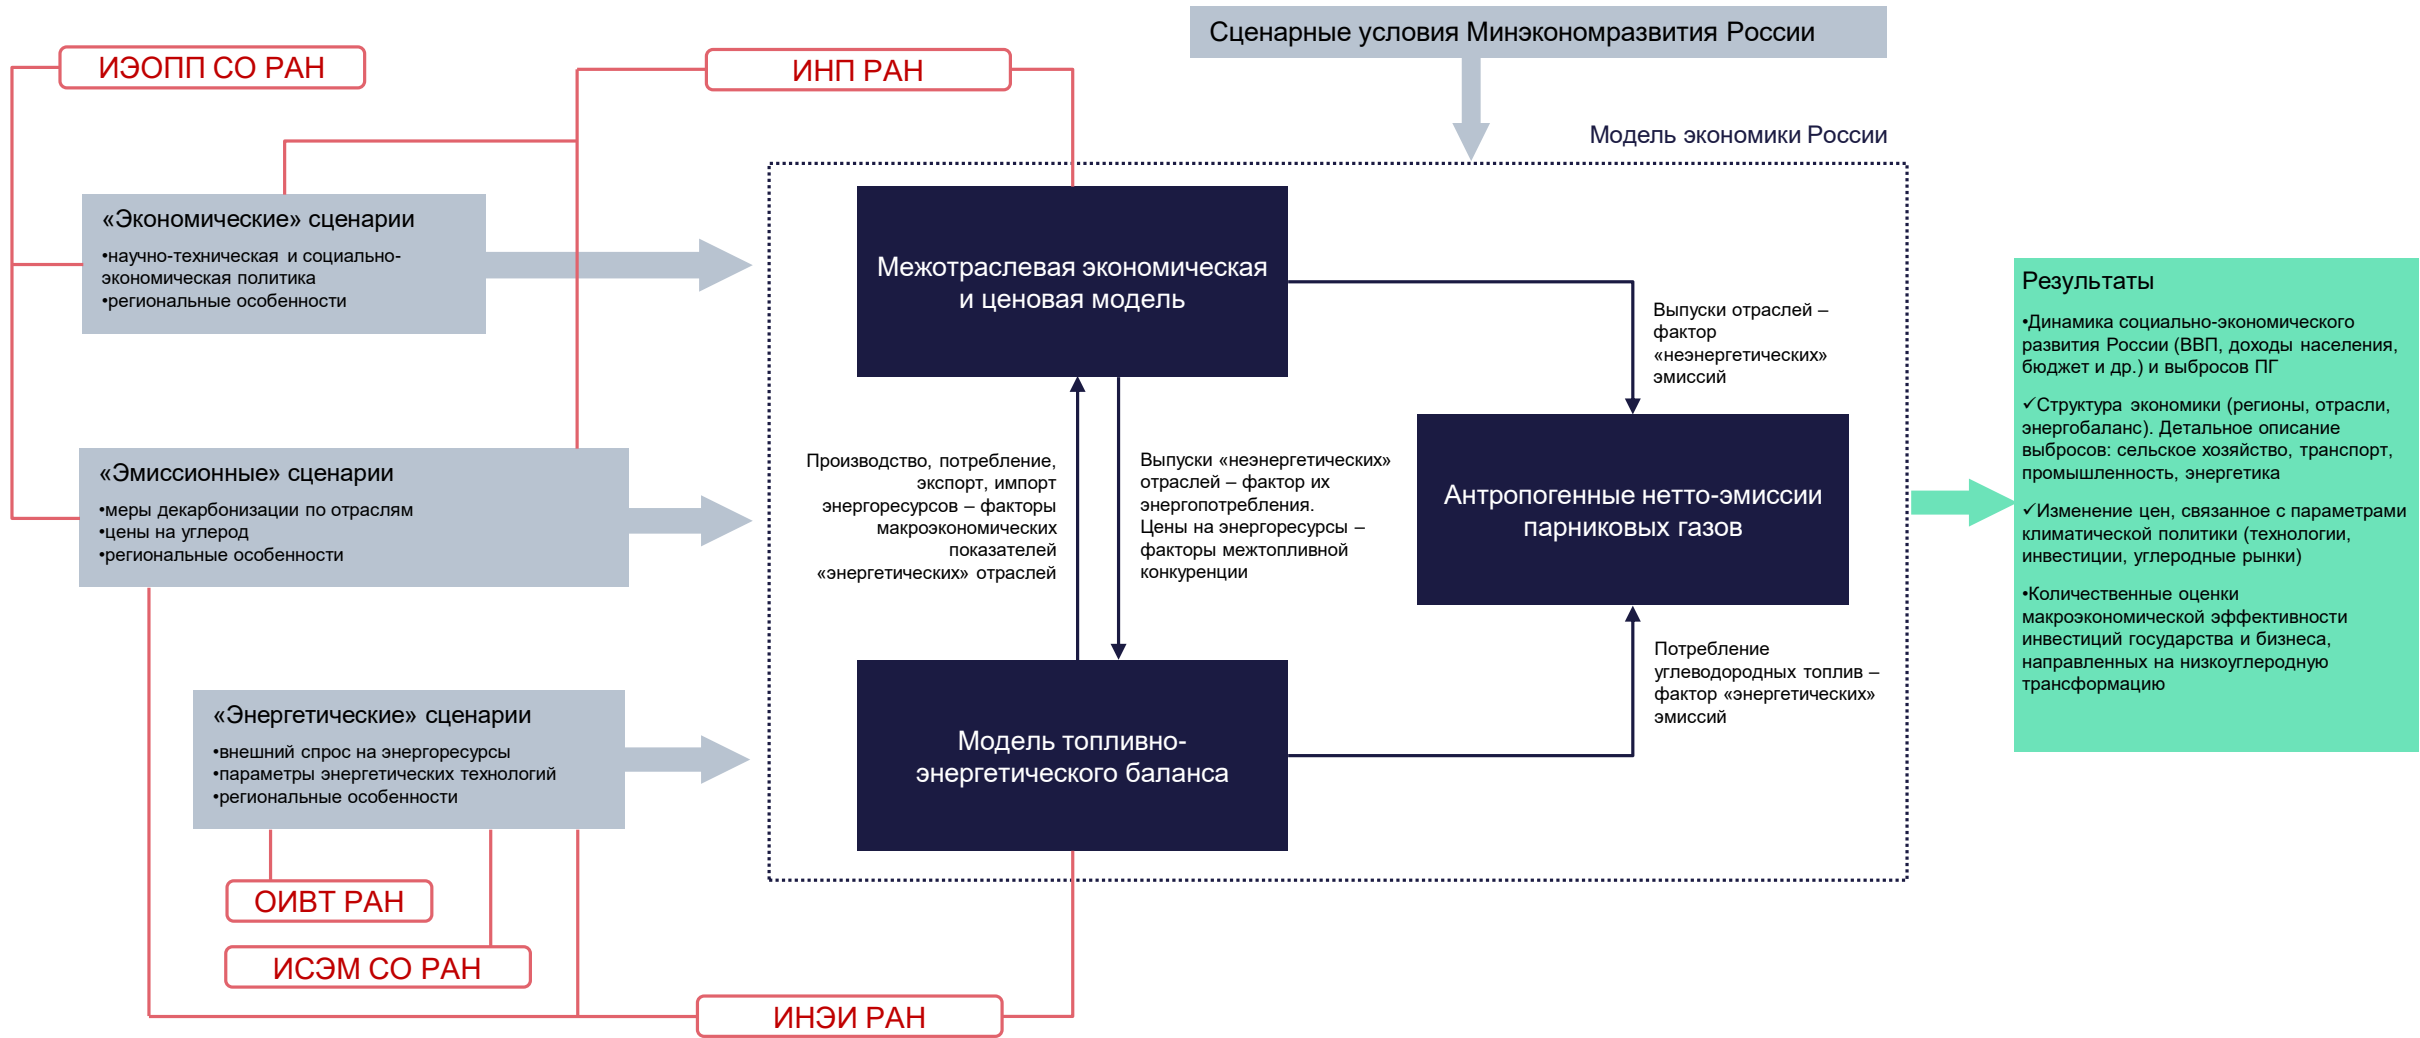 Сценарные условия Минэкономразвития России
ИЭОПП СО РАН
ИНП РАН
Модель экономики России
«Экономические» сценарии
•научно-техническая и социально-
экономическая политика
•региональные особенности
Межотраслевая экономическая
и ценовая модель
Выпуски отраслей –
фактор
«неэнергетических»
эмиссий
«Эмиссионные» сценарии
•меры декарбонизации по отраслям
•цены на углерод
•региональные особенности
Производство, потребление,
экспорт, импорт
энергоресурсов – факторы
макроэкономических
показателей
«энергетических» отраслей
Выпуски «неэнергетических»
отраслей – фактор их
энергопотребления.
Цены на энергоресурсы –
факторы межтопливной
конкуренции
Антропогенные нетто-эмиссии
парниковых газов
«Энергетические» сценарии
•внешний спрос на энергоресурсы
•параметры энергетических технологий
•региональные особенности
Модель топливно-
энергетического баланса
Потребление
углеводородных топлив –
фактор «энергетических»
эмиссий
Результаты
•Динамика социально-экономического
развития России (ВВП, доходы населения,
бюджет и др.) и выбросов ПГ
✓Структура экономики (регионы, отрасли,
энергобаланс). Детальное описание
выбросов: сельское хозяйство, транспорт,
промышленность, энергетика
✓Изменение цен, связанное с параметрами
климатической политики (технологии,
инвестиции, углеродные рынки)
•Количественные оценки
макроэкономической эффективности
инвестиций государства и бизнеса,
направленных на низкоуглеродную
трансформацию
ОИВТ РАН
ИСЭМ СО РАН
ИНЭИ РАН